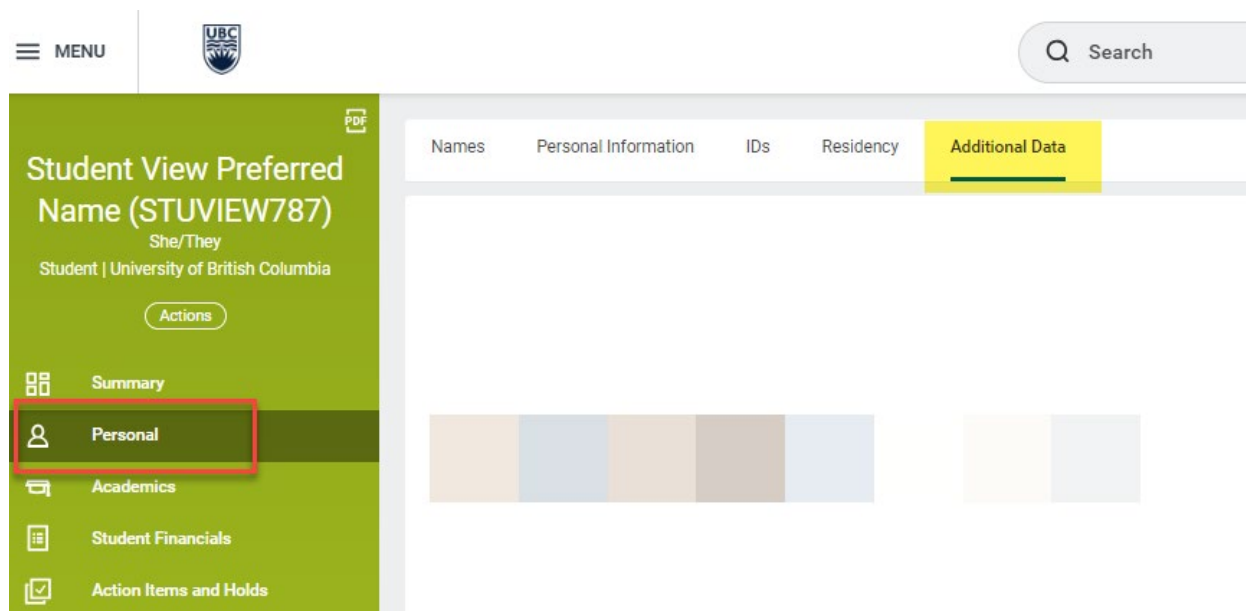 MENU
UBC
Search
PDF
Student View Preferred
Name (STUVIEW787)
She/They
Student | University of British Columbia
Actions
Summary
Personal
Academics
Student Financials
Action Items and Holds
Names Personal Information IDs Residency Additional Data